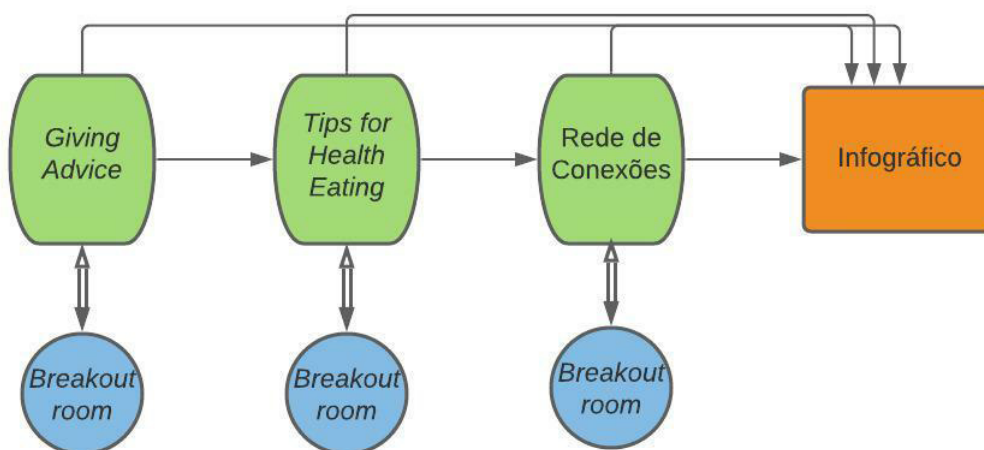 Giving
Advice
Tips for
Health
Eating
Rede de
Conexões
Infográfico
Breakout
room
Breakout
room
Breakout
room